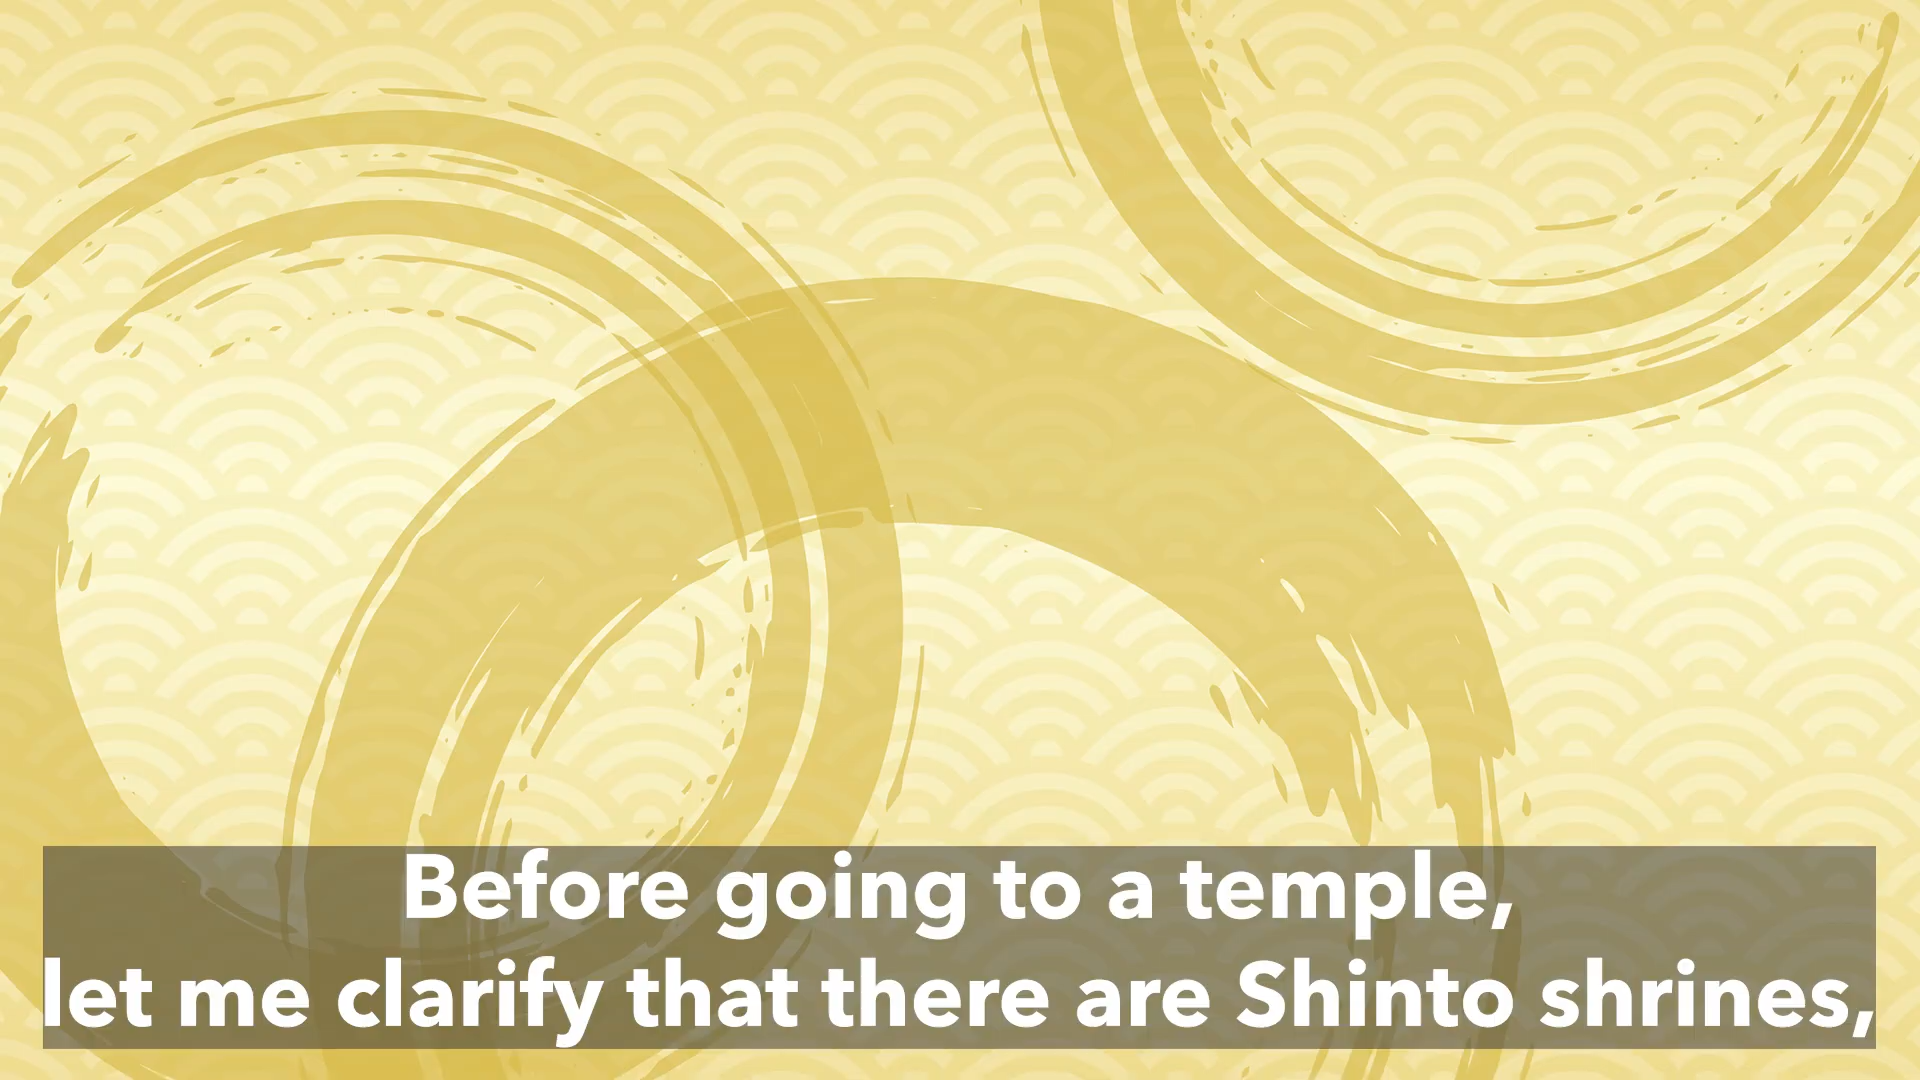 Before going to a temple,
let me clarify that there are Shinto shrines,